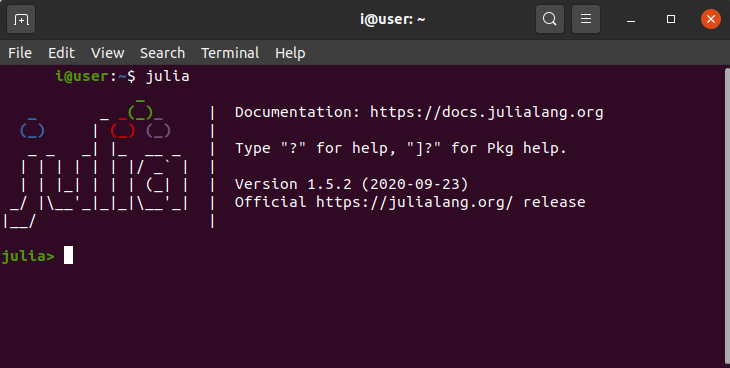 i@user: ~
File Edit View Search Terminal Help
i@user:~$ julia
               _
   _       _ _(_)_     |  Documentation: https://docs.julialang.org
  (_)     | (_) (_)    |
   _ _   _| |_  __ _   |  Type "?" for help, "]?" for Pkg help.
  | | | | | | |/ _` |  |
  | | |_| | | | (_| |  |  Version 1.5.2 (2020-09-23)
 _/ |\__'_|_|_|\__'_|  |  Official https://julialang.org/ release
|__/                   |
julia>